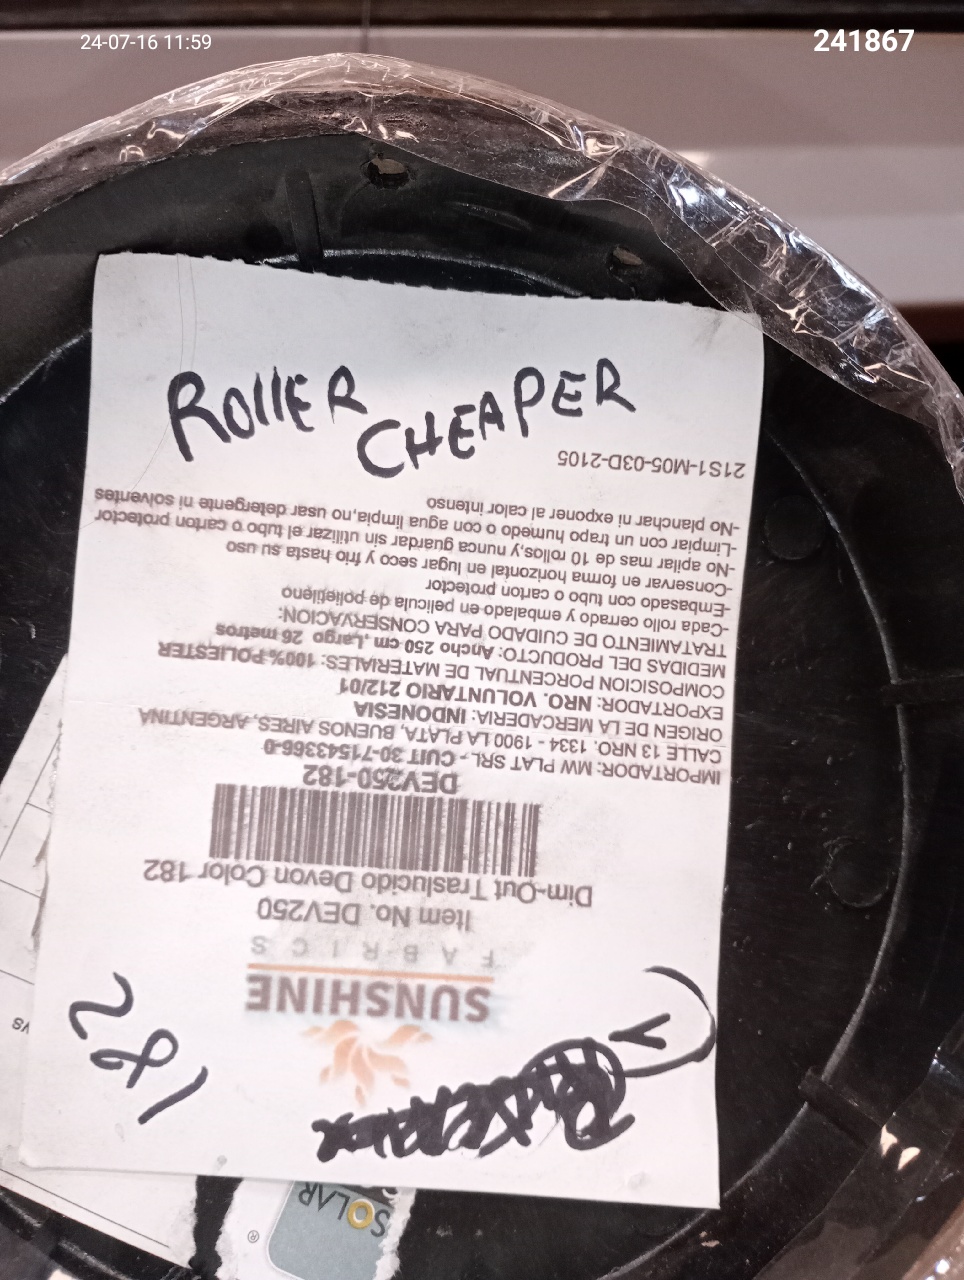 24-07-16 11:59
241867
ROllER
CHEAPER
182
SUNSHINE
FABRICS
Item No. DEV250
Dim-Out Traslucido Devon Color 182
DEV250-182
IMPORTADOR: MW PLAT SRL - CUIT 30-71543366-0
CALLE 13 NRO. 1334 - 1900 LA PLATA, BUENOS AIRES, ARGENTINA
ORIGEN DE LA MERCADERIA: INDONESIA
EXPORTADOR: NRO. VOLUNTARIO 212/01
COMPOSICION PORCENTUAL DE MATERIALES: 100% POLIESTER
MEDIDAS DEL PRODUCTO: Ancho 250 cm, Largo 26 metros
TRATAMIENTO DE CUIDADO PARA CONSERVACION:
-Cada rollo cerrado y embalado en pelicula de polietileno
-Embasado con tubo o carton protector
-Conservar en forma horizontal en lugar seco y frio hasta su uso
-No apilar mas de 10 rollos,y nunca guardar sin utilizar el tubo o carton protector
-Limpiar con un trapo humedo o con agua limpia,no usar detergente ni solventes
-No planchar ni exponer al calor intenso
21S1-M05-03D-2105
SOLAR
®